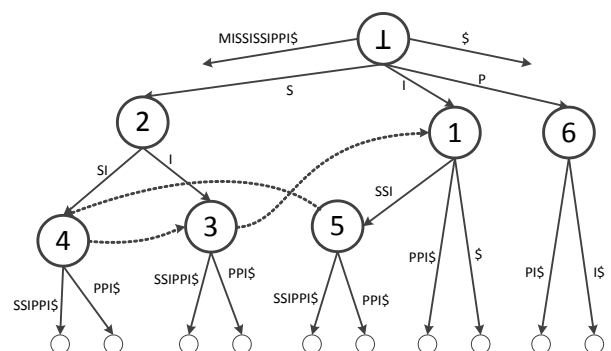 MISSISSIPPI$ ⊥ $
S I P
2 1 6
SI I
SSI
4 3 5
PPI$ $ PI$ I$
SSIPPI$ PPI$ SSIPPI$ PPI$ SSIPPI$ PPI$